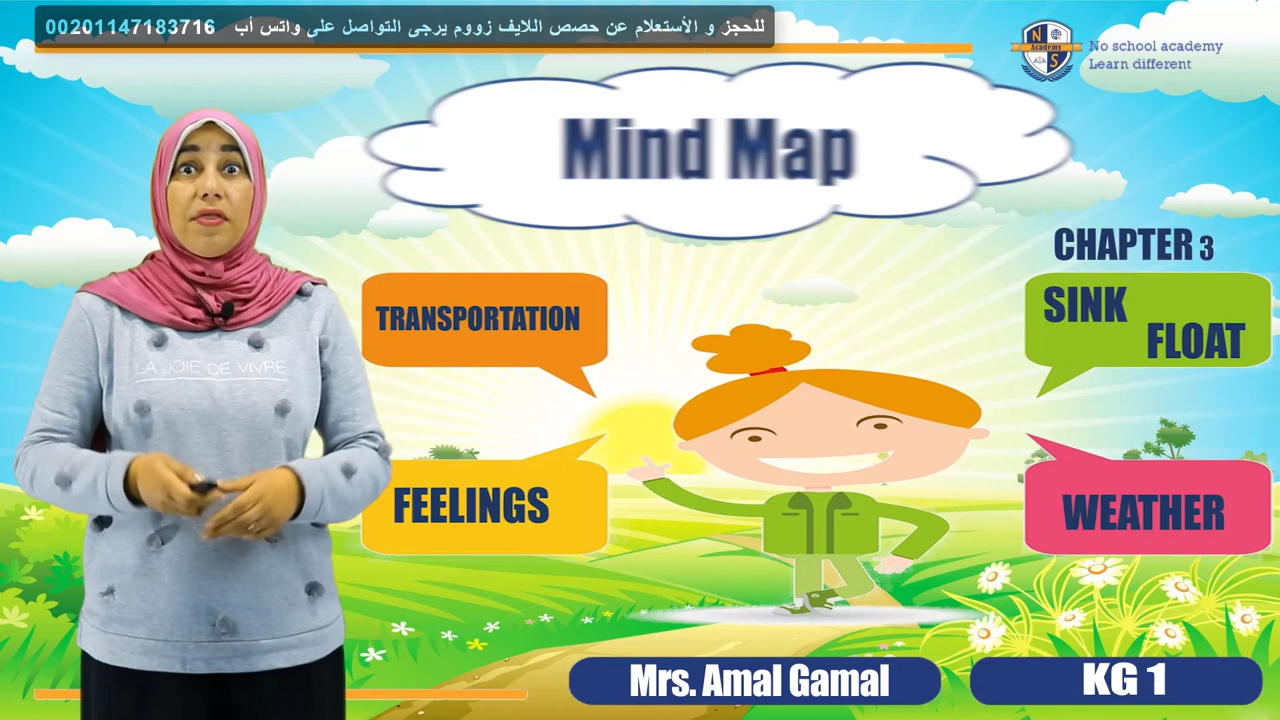 للحجز و الأستعلام عن حصص اللايف زووم يرجى التواصل على واتس أب 00201147183716
N
Academy
S
No school academy
Learn different
Mind Map
CHAPTER 3
TRANSPORTATION
SINK
FLOAT
LA JOIE DE VIVRE
FEELINGS
WEATHER
Mrs. Amal Gamal
KG 1